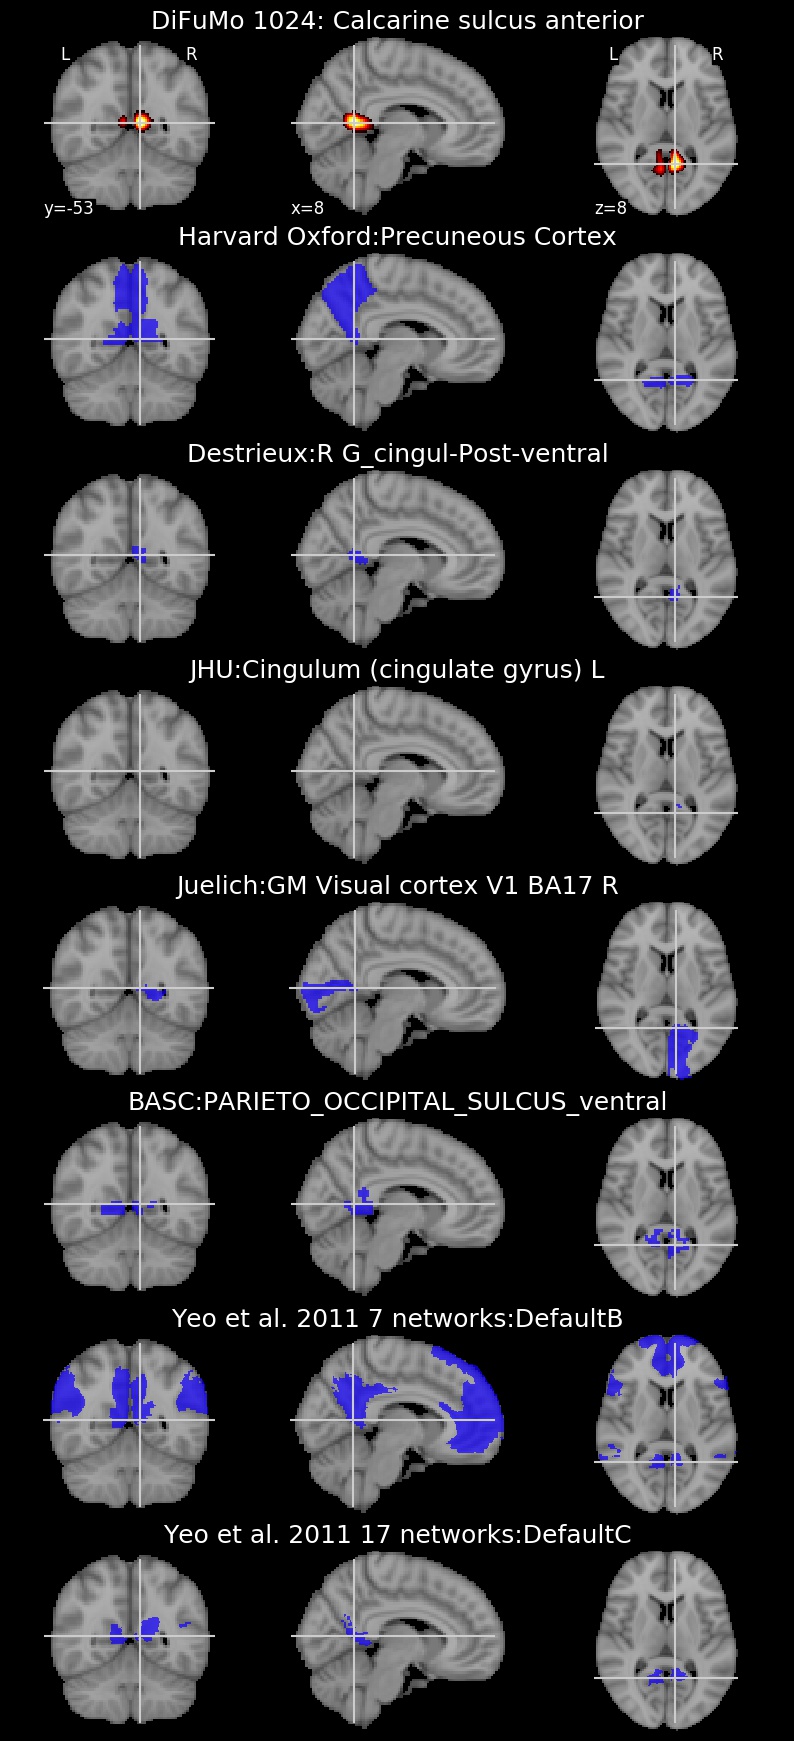 DiFuMo 1024: Calcarine sulcus anterior
L R L R
y=-53 x=8 z=8
Harvard Oxford:Precuneous Cortex
Destrieux:R G_cingul-Post-ventral
JHU:Cingulum (cingulate gyrus) L
Juelich:GM Visual cortex V1 BA17 R
BASC:PARIETO_OCCIPITAL_SULCUS_ventral
Yeo et al. 2011 7 networks:DefaultB
Yeo et al. 2011 17 networks:DefaultC